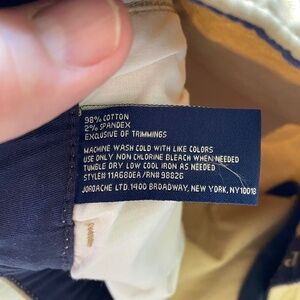 98% COTTON
2% SPANDEX
EXCLUSIVE OF TRIMMINGS
MACHINE WASH COLD WITH LIKE COLORS
USE ONLY NON CHLORINE BLEACH WHEN NEEDED
TUMBLE DRY LOW COOL IRON AS NEEDED
STYLE# 11A680EA/RN# 98826
JORDACHE LTD. 1400 BROADWAY, NEW YORK, NY10018